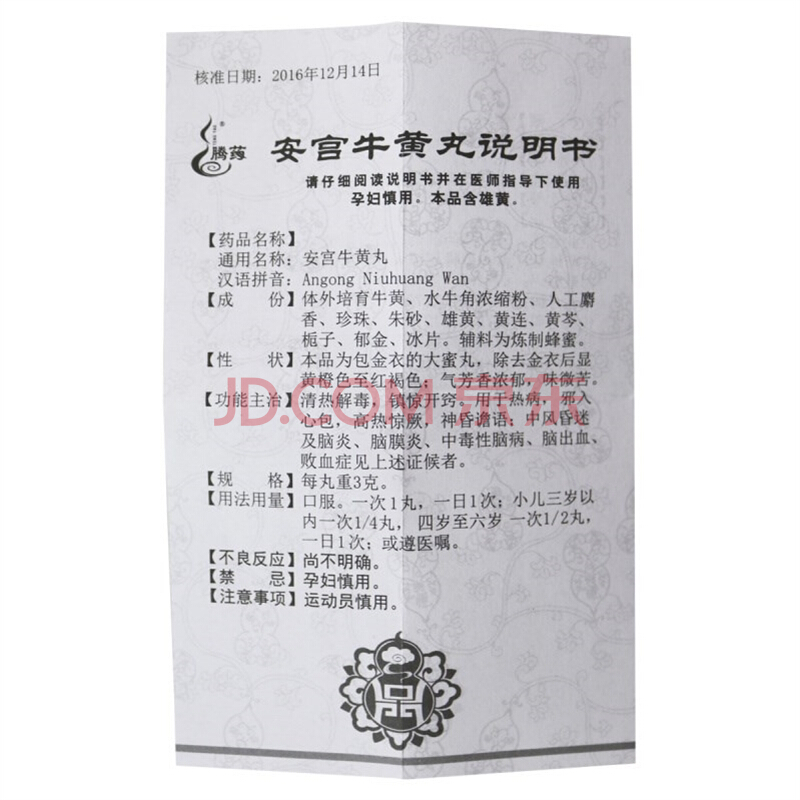 核准日期：2016年12月14日
腾药®
安宫牛黄丸说明书
请仔细阅读说明书并在医师指导下使用
孕妇慎用。本品含雄黄。
【药品名称】
通用名称：安宫牛黄丸
汉语拼音：Angong Niuhuang Wan
【成　份】体外培育牛黄、水牛角浓缩粉、人工麝
香、珍珠、朱砂、雄黄、黄连、黄芩、
栀子、郁金、冰片。辅料为炼制蜂蜜。
【性　状】本品为包金衣的大蜜丸，除去金衣后显
黄橙色至红褐色；气芳香浓郁，味微苦。
【功能主治】清热解毒，镇惊开窍。用于热病，邪入
心包，高热惊厥，神昏谵语；中风昏迷
及脑炎、脑膜炎、中毒性脑病、脑出血、
败血症见上述证候者。
【规　格】每丸重3克。
【用法用量】口服。一次1丸，一日1次；小儿三岁以
内一次1/4丸，四岁至六岁 一次1/2丸，
一日1次；或遵医嘱。
【不良反应】尚不明确。
【禁　忌】孕妇慎用。
【注意事项】运动员慎用。
JD.COM 京东